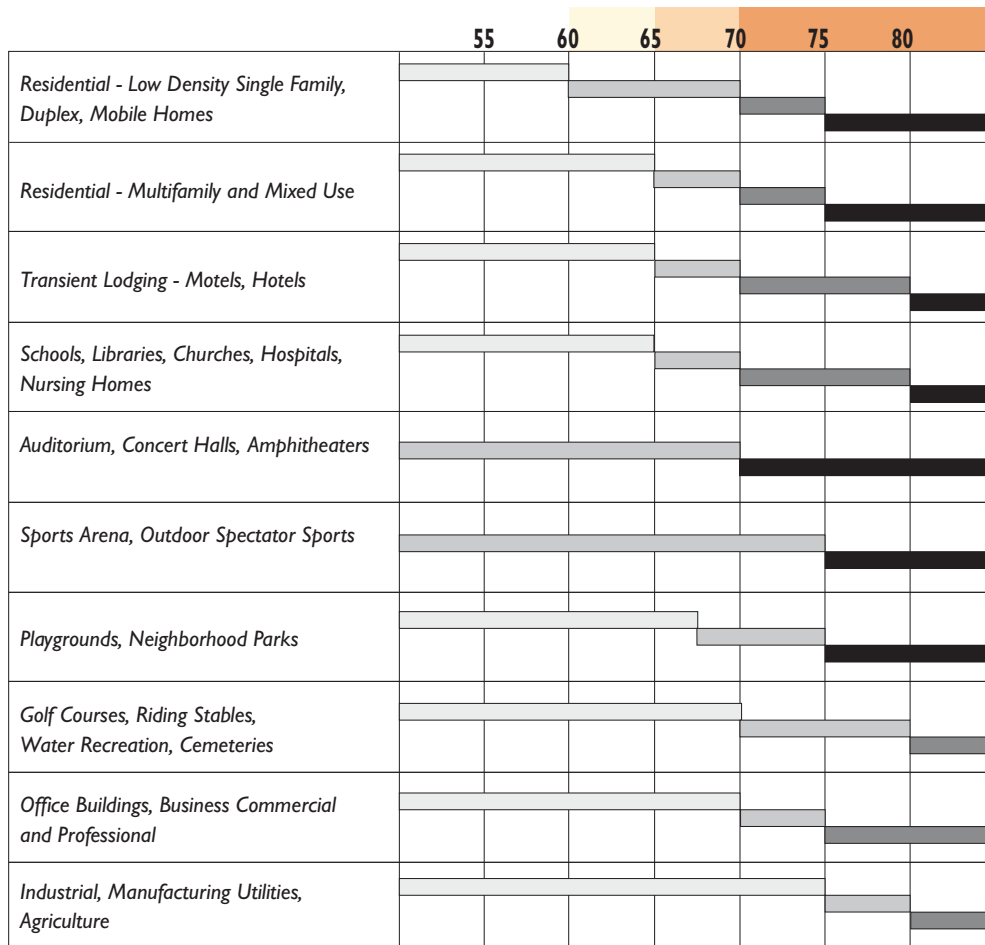 55 60 65 70 75 80
Residential - Low Density Single Family,
Duplex, Mobile Homes
Residential - Multifamily and Mixed Use
Transient Lodging - Motels, Hotels
Schools, Libraries, Churches, Hospitals,
Nursing Homes
Auditorium, Concert Halls, Amphitheaters
Sports Arena, Outdoor Spectator Sports
Playgrounds, Neighborhood Parks
Golf Courses, Riding Stables,
Water Recreation, Cemeteries
Office Buildings, Business Commercial
and Professional
Industrial, Manufacturing Utilities,
Agriculture